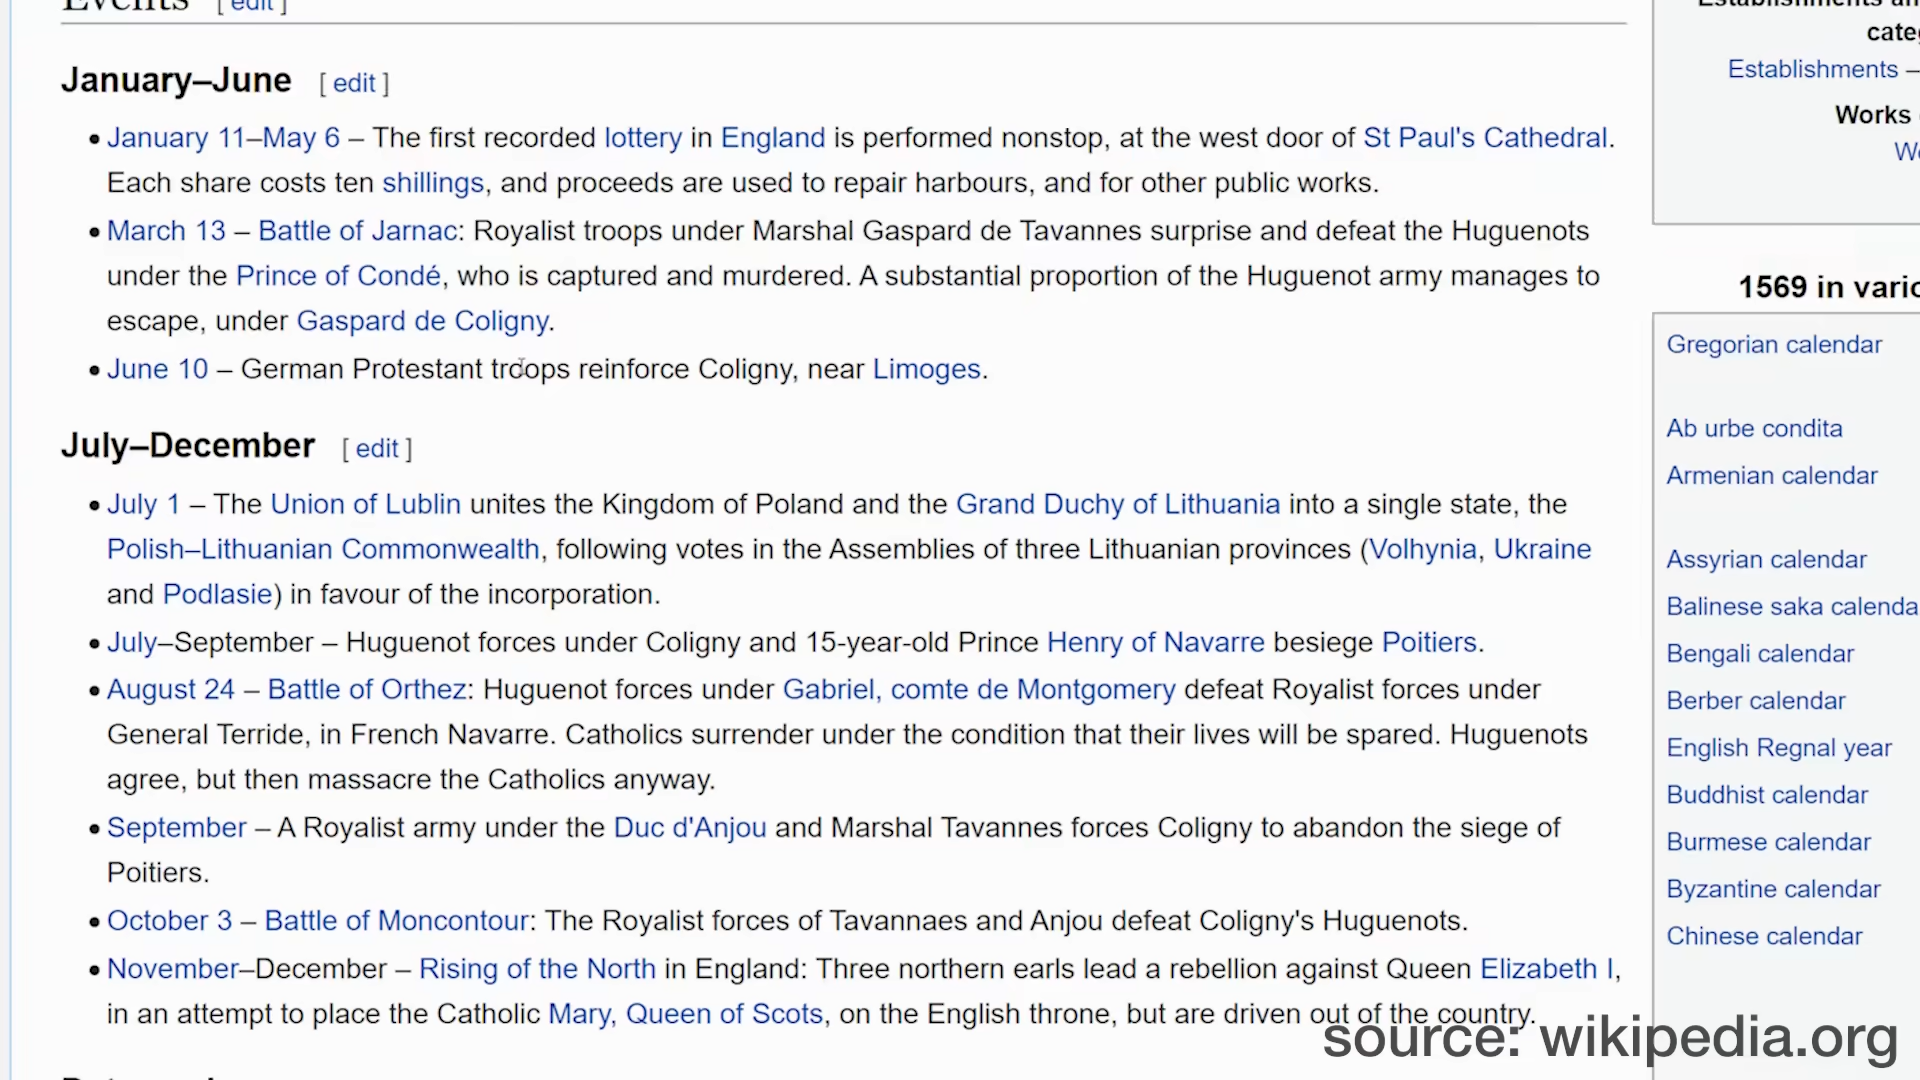 Events [ edit ]
January–June [ edit ]
January 11–May 6 – The first recorded lottery in England is performed nonstop, at the west door of St Paul's Cathedral.
Each share costs ten shillings, and proceeds are used to repair harbours, and for other public works.
March 13 – Battle of Jarnac: Royalist troops under Marshal Gaspard de Tavannes surprise and defeat the Huguenots
under the Prince of Condé, who is captured and murdered. A substantial proportion of the Huguenot army manages to
escape, under Gaspard de Coligny.
June 10 – German Protestant troops reinforce Coligny, near Limoges.
July–December [ edit ]
July 1 – The Union of Lublin unites the Kingdom of Poland and the Grand Duchy of Lithuania into a single state, the
Polish–Lithuanian Commonwealth, following votes in the Assemblies of three Lithuanian provinces (Volhynia, Ukraine
and Podlasie) in favour of the incorporation.
July–September – Huguenot forces under Coligny and 15-year-old Prince Henry of Navarre besiege Poitiers.
August 24 – Battle of Orthez: Huguenot forces under Gabriel, comte de Montgomery defeat Royalist forces under
General Terride, in French Navarre. Catholics surrender under the condition that their lives will be spared. Huguenots
agree, but then massacre the Catholics anyway.
September – A Royalist army under the Duc d'Anjou and Marshal Tavannes forces Coligny to abandon the siege of
Poitiers.
October 3 – Battle of Moncontour: The Royalist forces of Tavannaes and Anjou defeat Coligny's Huguenots.
November–December – Rising of the North in England: Three northern earls lead a rebellion against Queen Elizabeth I,
in an attempt to place the Catholic Mary, Queen of Scots, on the English throne, but are driven out of the country.
Establishments
Establishments –
Works
1569 in
Gregorian calendar
Ab urbe condita
Armenian calendar
Assyrian calendar
Balinese saka
Bengali calendar
Berber calendar
English Regnal year
Buddhist calendar
Burmese calendar
Byzantine calendar
Chinese calendar
source: wikipedia.org